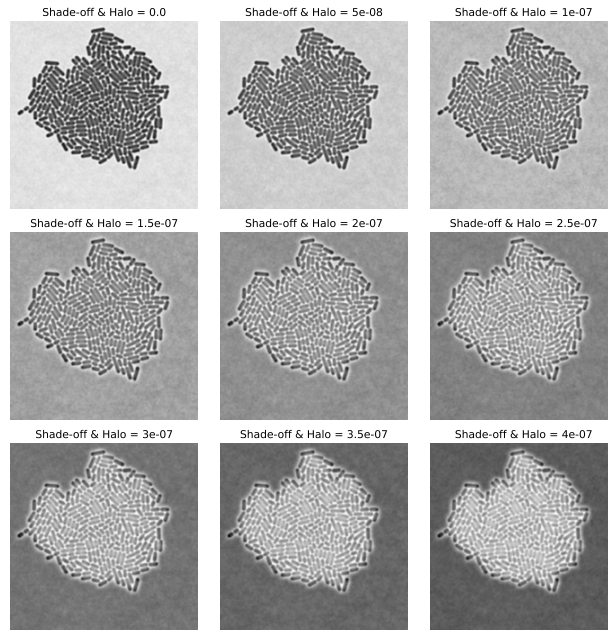 Shade-off & Halo = 0.0
Shade-off & Halo = 5e-08
Shade-off & Halo = 1e-07
Shade-off & Halo = 1.5e-07
Shade-off & Halo = 2e-07
Shade-off & Halo = 2.5e-07
Shade-off & Halo = 3e-07
Shade-off & Halo = 3.5e-07
Shade-off & Halo = 4e-07